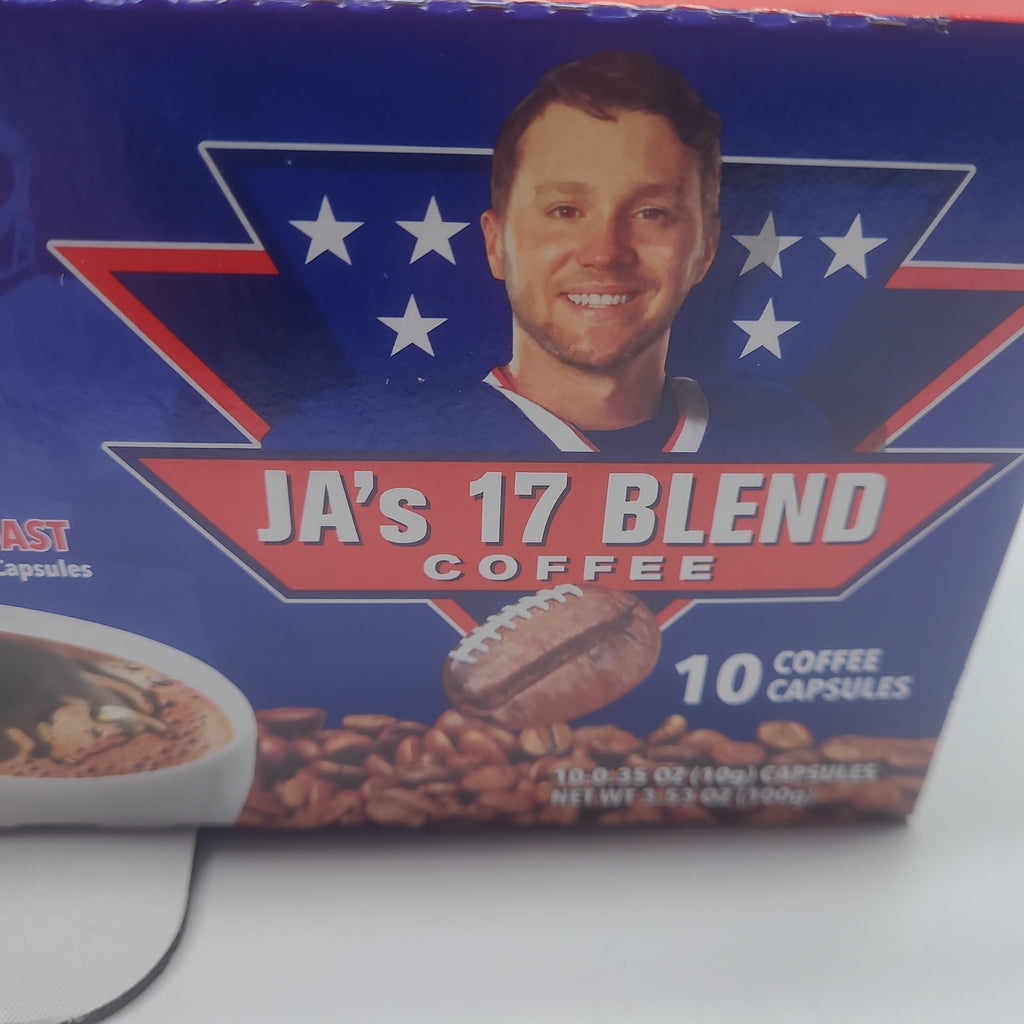 JA's 17 BLEND
COFFEE
AST
Capsules
10 COFFEE
CAPSULES
10-0.35 OZ (10g) CAPSULES
NET WT 3.53 OZ (100g)